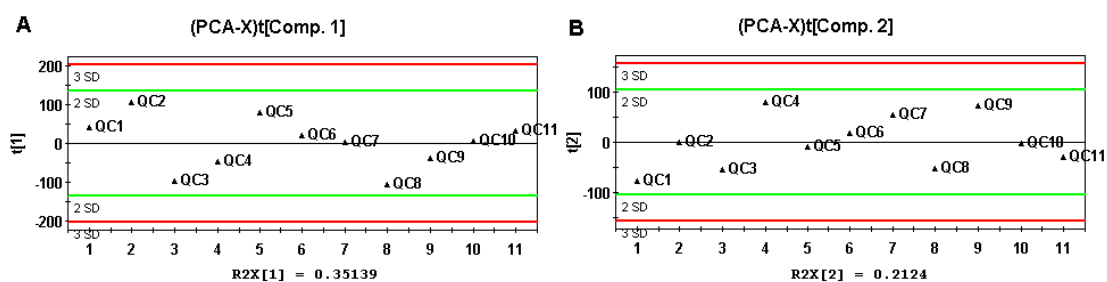 A
(PCA-X)t[Comp. 1]
t[1]
200
100
0
-100
-200
3 SD
2 SD
2 SD
3 SD
QC1
QC2
QC3
QC4
QC5
QC6
QC7
QC8
QC9
QC10
QC11
1 2 3 4 5 6 7 8 9 10 11
R2X[1] = 0.35139
B
(PCA-X)t[Comp. 2]
t[2]
100
0
-100
3 SD
2 SD
2 SD
3 SD
QC1
QC2
QC3
QC4
QC5
QC6
QC7
QC8
QC9
QC10
QC11
1 2 3 4 5 6 7 8 9 10 11
R2X[2] = 0.2124